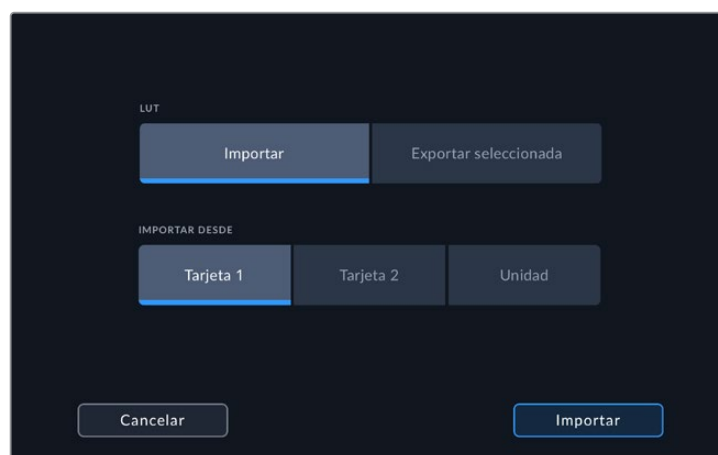 LUT
Importar
Exportar seleccionada
IMPORTAR DESDE
Tarjeta 1
Tarjeta 2
Unidad
Cancelar
Importar